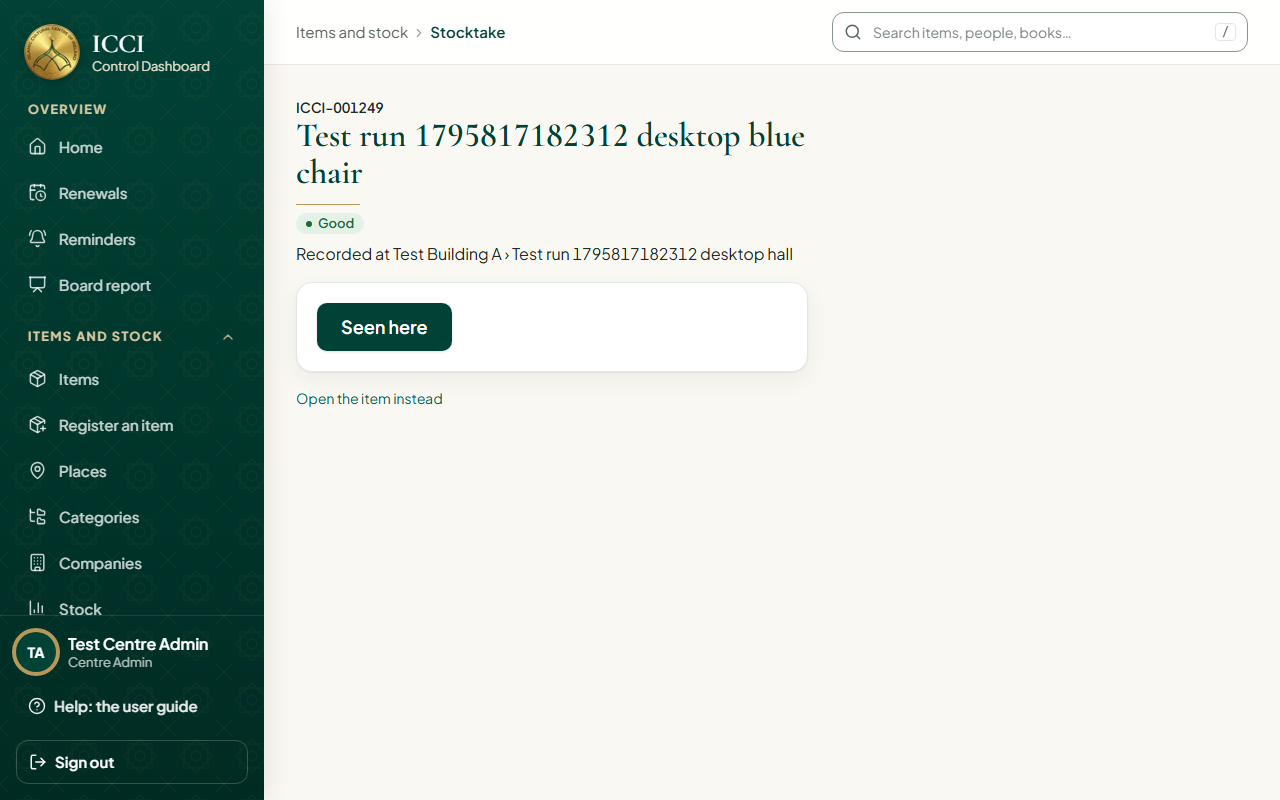 ICCI
Control Dashboard
OVERVIEW
Home
Renewals
Reminders
Board report
ITEMS AND STOCK
Items
Register an item
Places
Categories
Companies
Stock
TA
Test Centre Admin
Centre Admin
Help: the user guide
Sign out
Items and stock › Stocktake
Search items, people, books…
/
ICCI-001249
Test run 1795817182312 desktop blue
chair
Good
Recorded at Test Building A › Test run 1795817182312 desktop hall
Seen here
Open the item instead